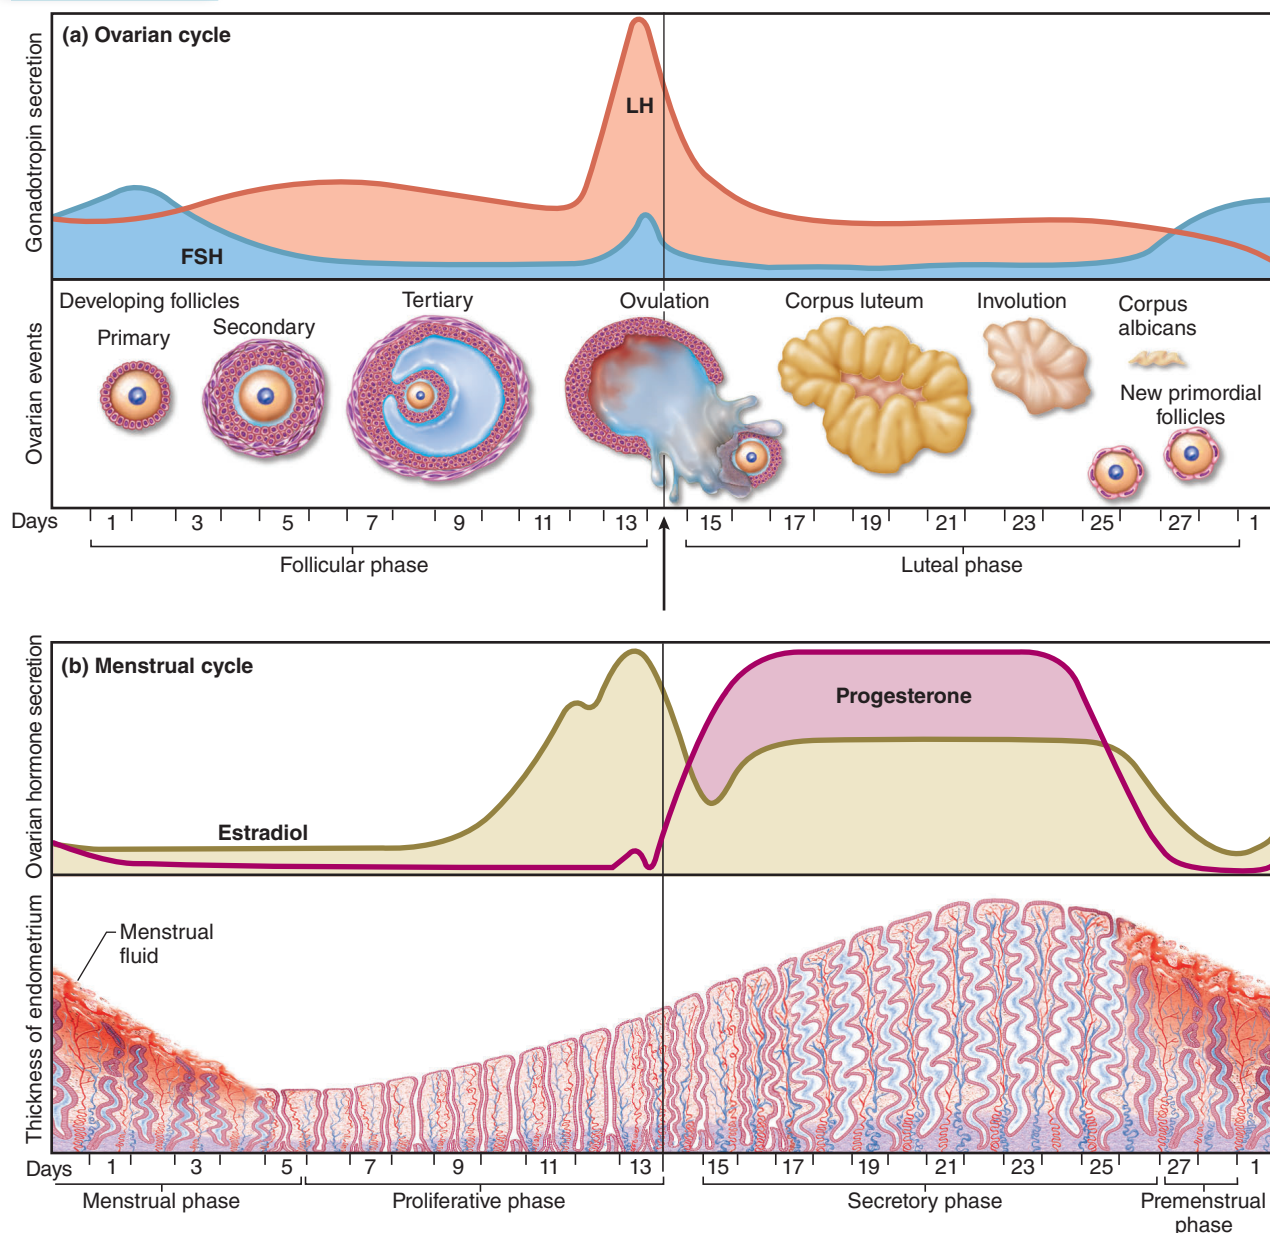 (a) Ovarian cycle
Gonadotropin secretion
LH
FSH
Ovarian events
Developing follicles
Primary
Secondary
Tertiary
Ovulation
Corpus luteum
Involution
Corpus
albicans
New primordial
follicles
Days 1 3 5 7 9 11 13 15 17 19 21 23 25 27 1
Follicular phase
Luteal phase
(b) Menstrual cycle
Ovarian hormone secretion
Progesterone
Estradiol
Thickness of endometrium
Menstrual
fluid
Days 1 3 5 7 9 11 13 15 17 19 21 23 25 27 1
Menstrual phase
Proliferative phase
Secretory phase
Premenstrual
phase